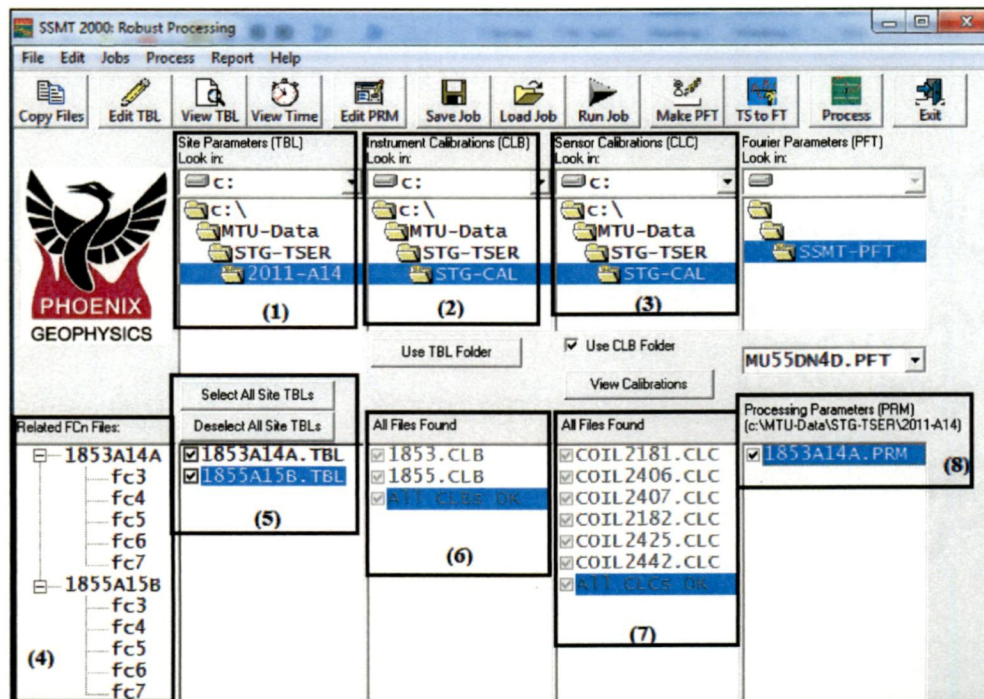 SSMT 2000: Robust Processing
File Edit Jobs Process Report Help
Copy Files Edit TBL View TBL View Time Edit PRM Save Job Load Job Run Job Make PFT TS to FT Process Exit
Site Parameters (TBL) Instrument Calibrations (CLB) Sensor Calibrations (CLC) Fourier Parameters (PFT)
Look in: Look in: Look in: Look in:
c: c: c:
c:\ c:\ c:\
MTU-Data MTU-Data MTU-Data
STG-TSER STG-TSER STG-TSER SSMT-PFT
2011-A14 STG-CAL STG-CAL
(1) (2) (3)
PHOENIX
GEOPHYSICS
Use TBL Folder Use CLB Folder
MU55DN4D.PFT
View Calibrations
Select All Site TBLs
Deselect All Site TBLs
Processing Parameters (PRM)
(c:\MTU-Data\STG-TSER\2011-A14)
Related FCn Files: All Files Found All Files Found
1853A14A 1853A14A.TBL 1853.CLB COIL2181.CLC 1853A14A.PRM (8)
fc3 1855A15B.TBL 1855.CLB COIL2406.CLC
fc4 COIL2407.CLC
fc5 (5) COIL2182.CLC
fc6 (6) COIL2425.CLC
fc7 COIL2442.CLC
1855A15B
fc3
fc4
fc5 (7)
(4) fc6
fc7